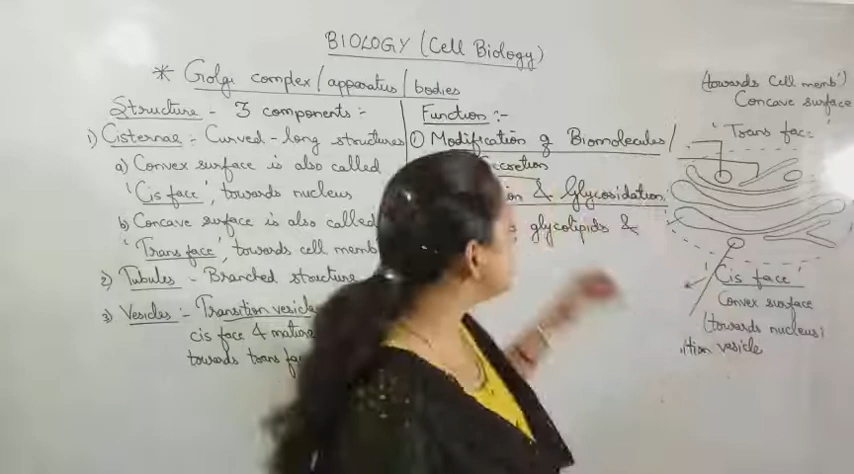 BIOLOGY (Cell Biology)
* Golgi complex / apparatus / bodies
Structure - 3 components :-
1) Cisternae :- Curved - long structures
a) Convex surface is also called
'Cis face', towards nucleus
b) Concave surface is also called
'Trans face', towards cell memb
2) Tubules - Branched structure
3) Vesicles :- Transition vesicle
cis face & mature
towards trans fa
Function :-
① Modification of Biomolecules /
Secretion
& Glycosidation
glycolipids &
(towards Cell memb')
Concave surface
'Trans face'
'Cis face'
Convex surface
(towards nucleus)
ition vesicle